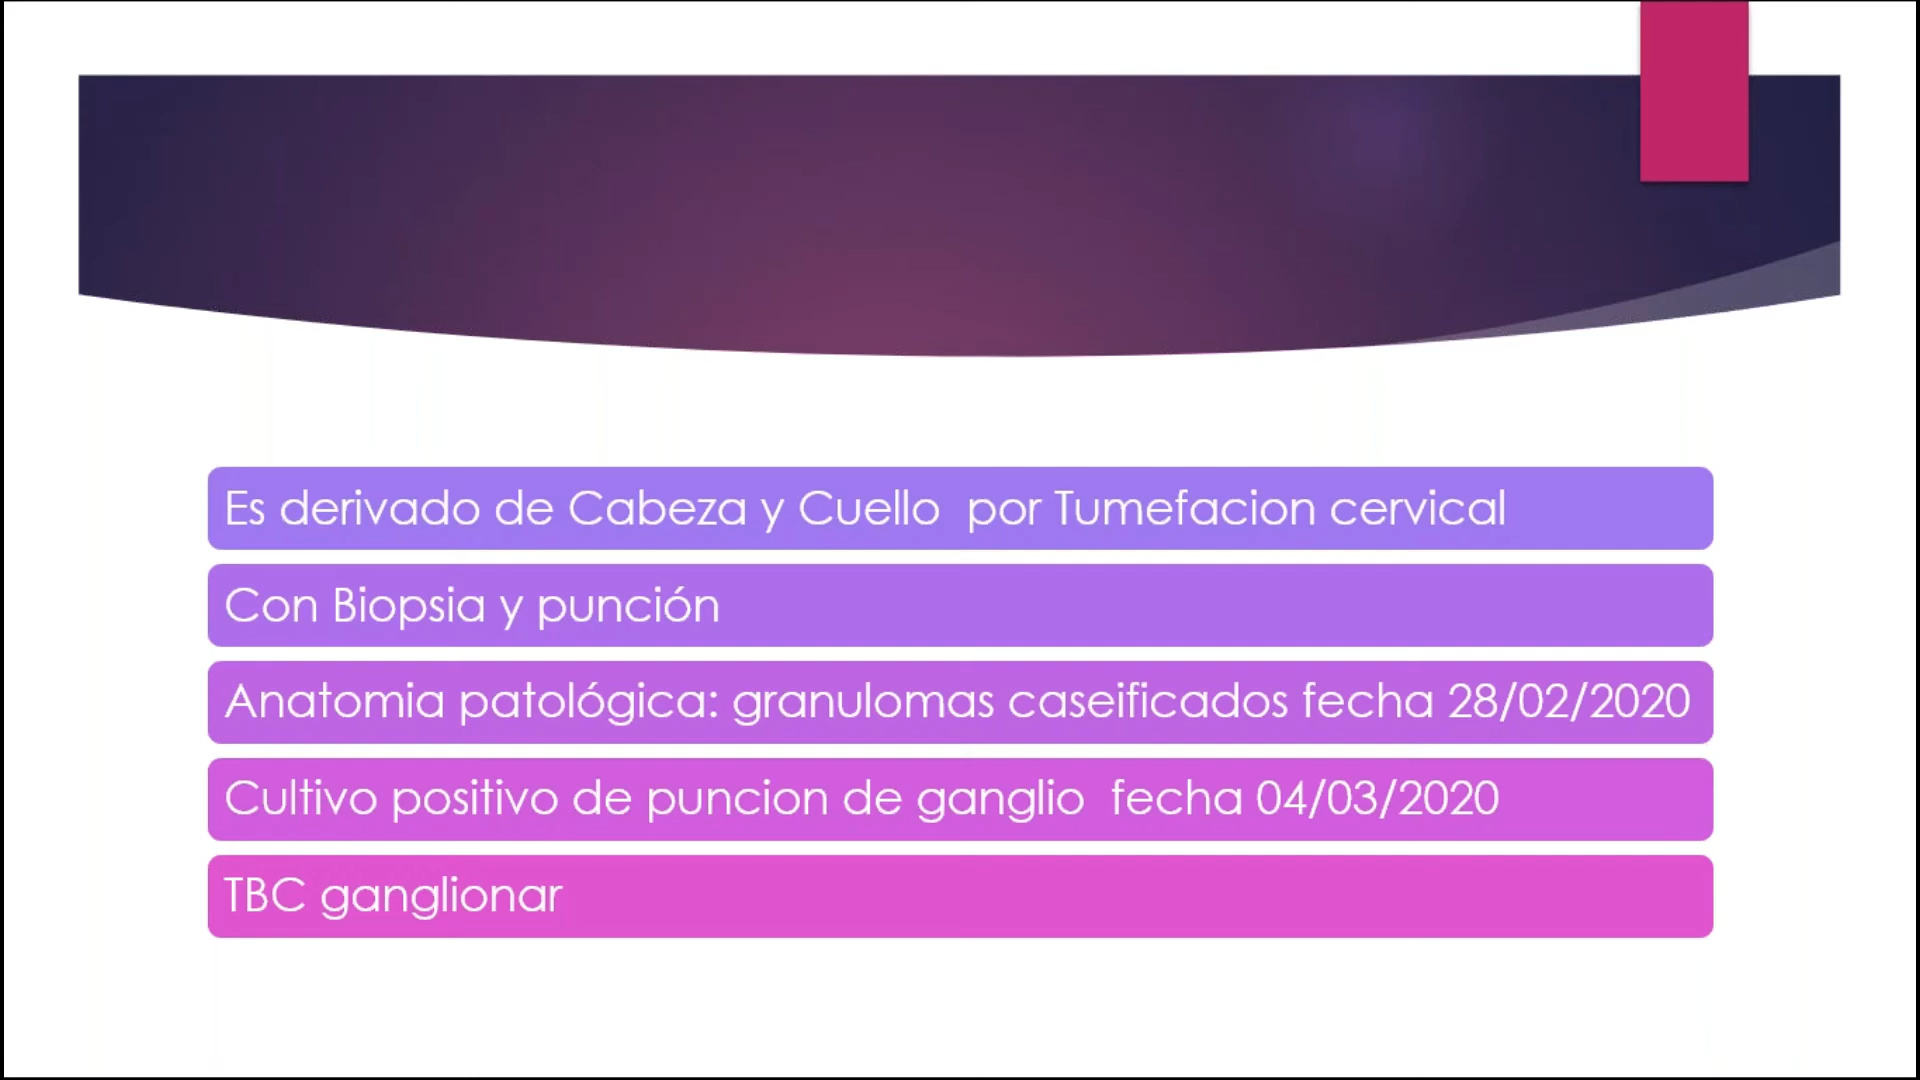 Es derivado de Cabeza y Cuello  por Tumefacion cervical
Con Biopsia y punción
Anatomia patológica: granulomas caseificados fecha 28/02/2020
Cultivo positivo de puncion de ganglio  fecha 04/03/2020
TBC ganglionar